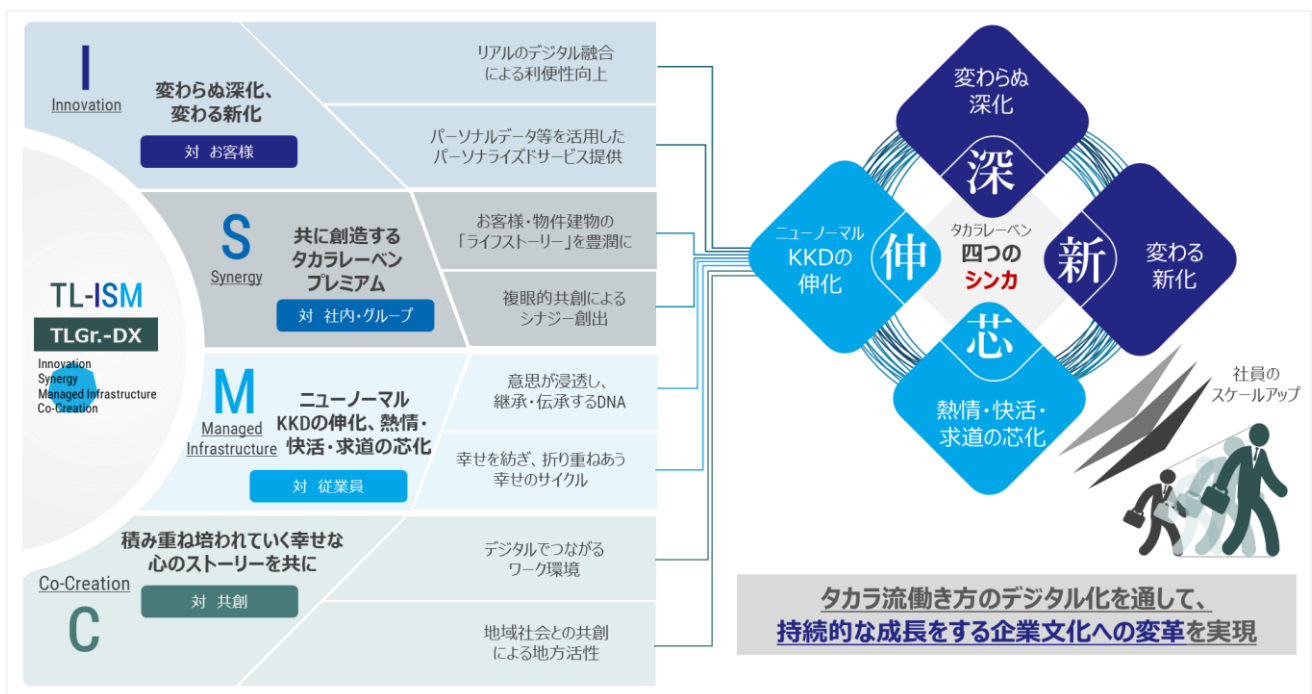 I
Innovation
変わらぬ深化、
変わる新化
対 お客様
リアルのデジタル融合
による利便性向上
パーソナルデータ等を活用した
パーソナライズドサービス提供
S
Synergy
共に創造する
タカラレーベン
プレミアム
対 社内・グループ
お客様・物件建物の
「ライフストーリー」を豊潤に
複眼的共創による
シナジー創出
TL-ISM
TLGr.-DX
Innovation
Synergy
Managed Infrastructure
Co-Creation
M
Managed
Infrastructure
ニューノーマル
KKDの伸化、熱情・
快活・求道の芯化
対 従業員
意思が浸透し、
継承・伝承するDNA
幸せを紡ぎ、折り重ねあう
幸せのサイクル
積み重ね培われていく幸せな
心のストーリーを共に
Co-Creation
C
対 共創
デジタルでつながる
ワーク環境
地域社会との共創
による地方活性
変わらぬ
深化
深
ニューノーマル
KKDの
伸化
伸
タカラレーベン
四つの
シンカ
新
変わる
新化
芯
熱情・快活・
求道の芯化
社員の
スケールアップ
タカラ流働き方のデジタル化を通して、
持続的な成長をする企業文化への変革を実現